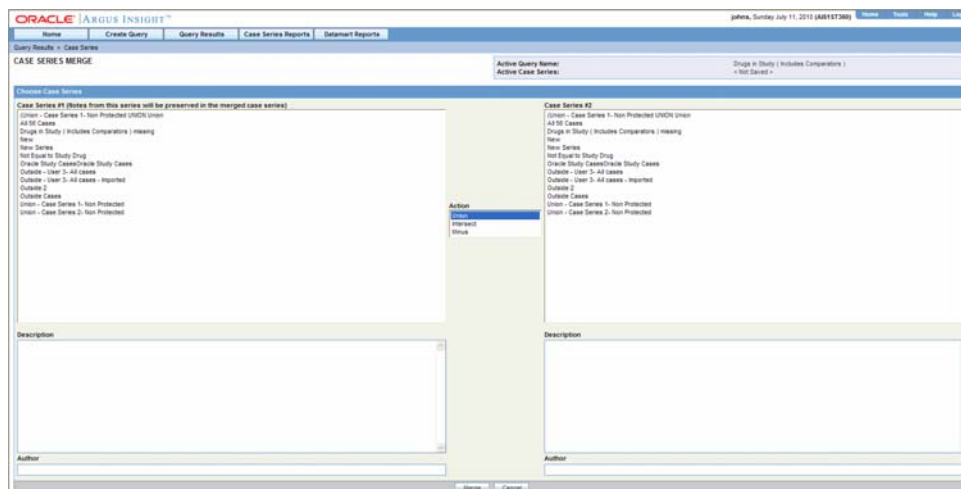 ORACLE | ARGUS INSIGHT™
johns, Sunday July 11, 2010 (AI61ST360) Home Tools Help
Home Create Query Query Results Case Series Reports Datamart Reports
Query Results » Case Series
CASE SERIES MERGE
Active Query Name: Drugs in Study ( Includes Comparators )
Active Case Series: < Not Saved >
Choose Case Series
Case Series #1 (Notes from this series will be preserved in the merged case series)
(Union - Case Series 1- Non Protected UNION Union
All 56 Cases
Drugs in Study ( Includes Comparators ) missing
New
New Series
Not Equal to Study Drug
Oracle Study CasesOracle Study Cases
Outside - User 3- All cases
Outside - User 3- All cases - Imported
Outside 2
Outside Cases
Union - Case Series 1- Non Protected
Union - Case Series 2- Non Protected
Action
Union
Intersect
Minus
Case Series #2
(Union - Case Series 1- Non Protected UNION Union
All 56 Cases
Drugs in Study ( Includes Comparators ) missing
New
New Series
Not Equal to Study Drug
Oracle Study CasesOracle Study Cases
Outside - User 3- All cases
Outside - User 3- All cases - Imported
Outside 2
Outside Cases
Union - Case Series 1- Non Protected
Union - Case Series 2- Non Protected
Description
Description
Author
Author
Merge Cancel